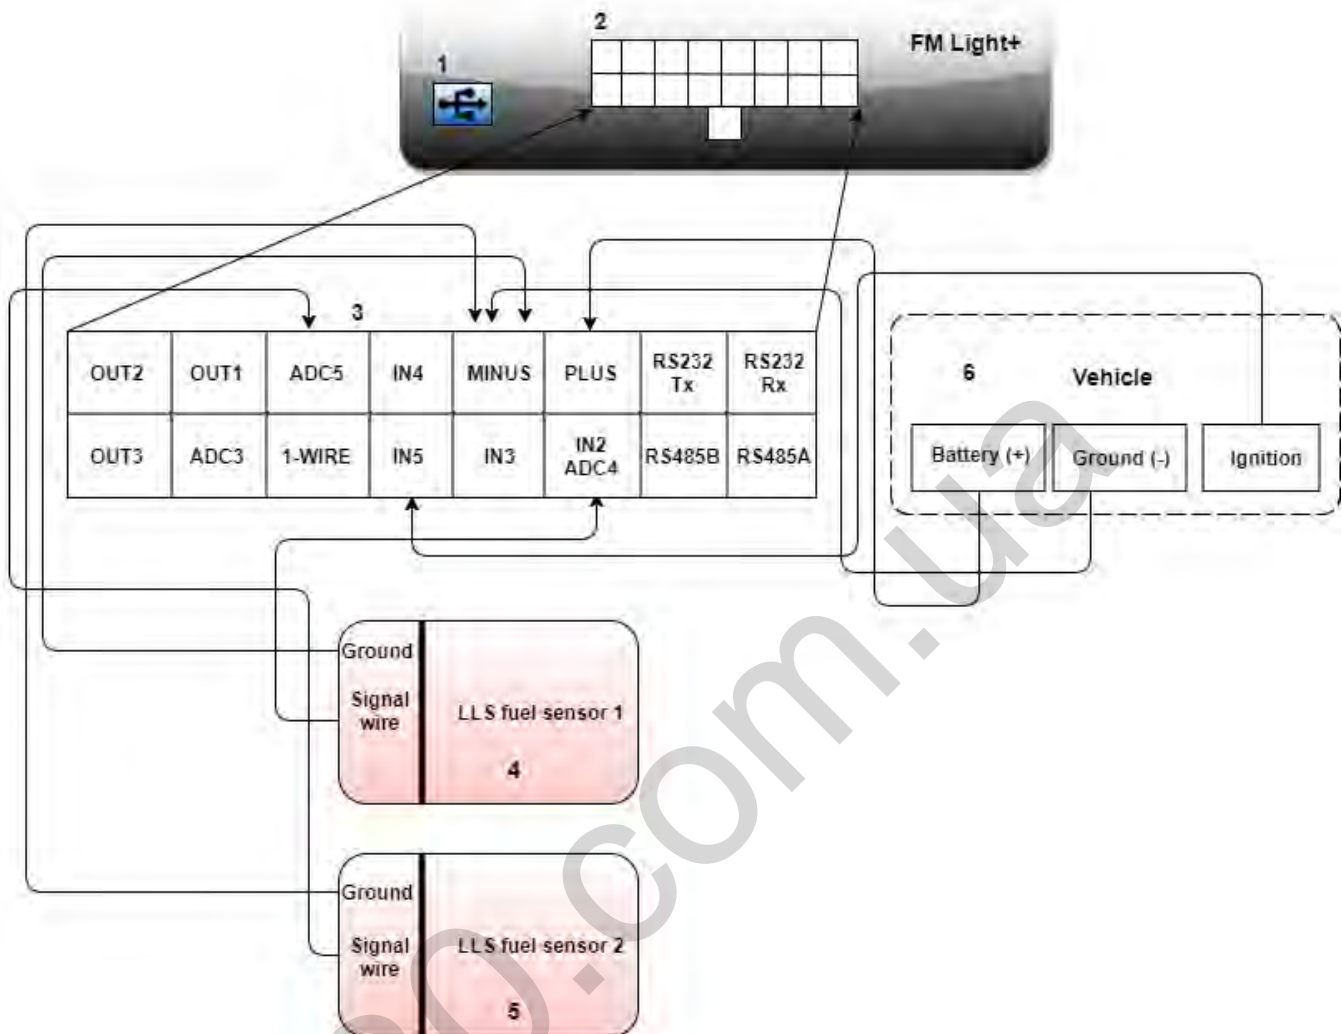 2
FM Light+
1
3
OUT2 OUT1 ADC5 IN4 MINUS PLUS RS232 Tx RS232 Rx
OUT3 ADC3 1-WIRE IN5 IN3 IN2 ADC4 RS485B RS485A
6 Vehicle
Battery (+) Ground (-) Ignition
Ground
Signal
wire
LLS fuel sensor 1
4
Ground
Signal
wire
LLS fuel sensor 2
5
o.com.ua